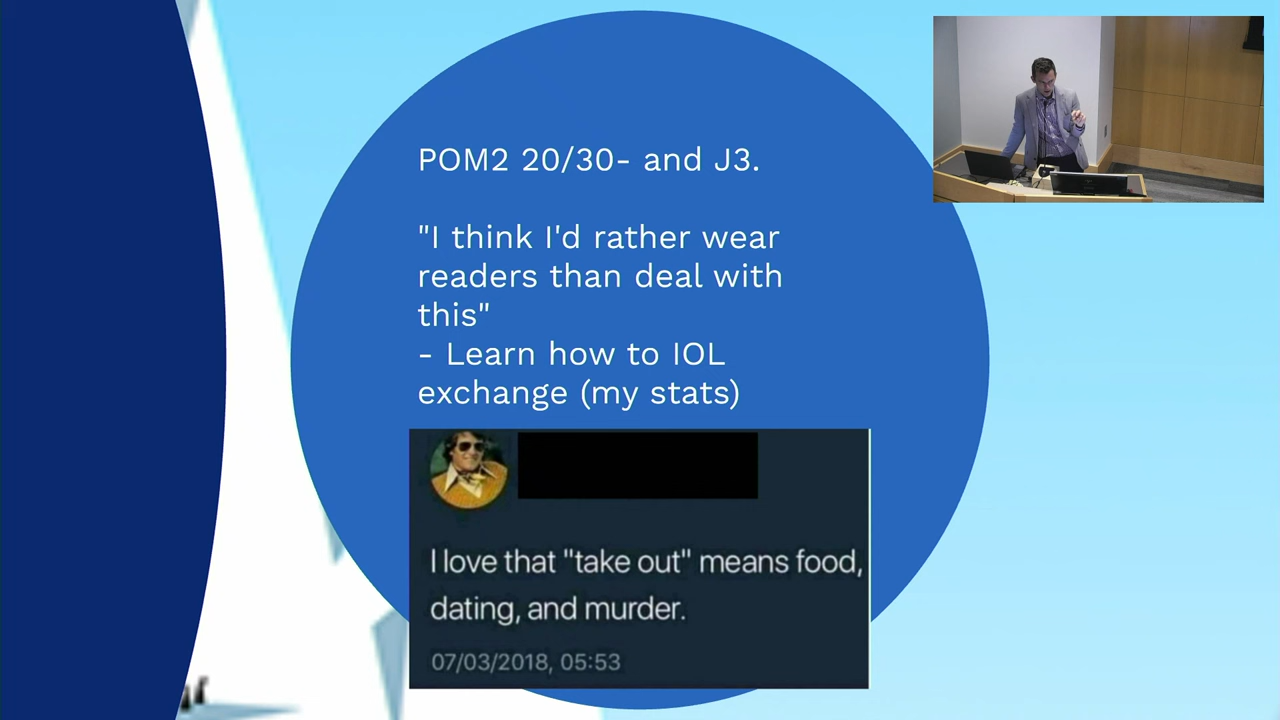 POM2 20/30- and J3.
"I think I'd rather wear
readers than deal with
this"
- Learn how to IOL
exchange (my stats)
I love that "take out" means food,
dating, and murder.
07/03/2018, 05:53